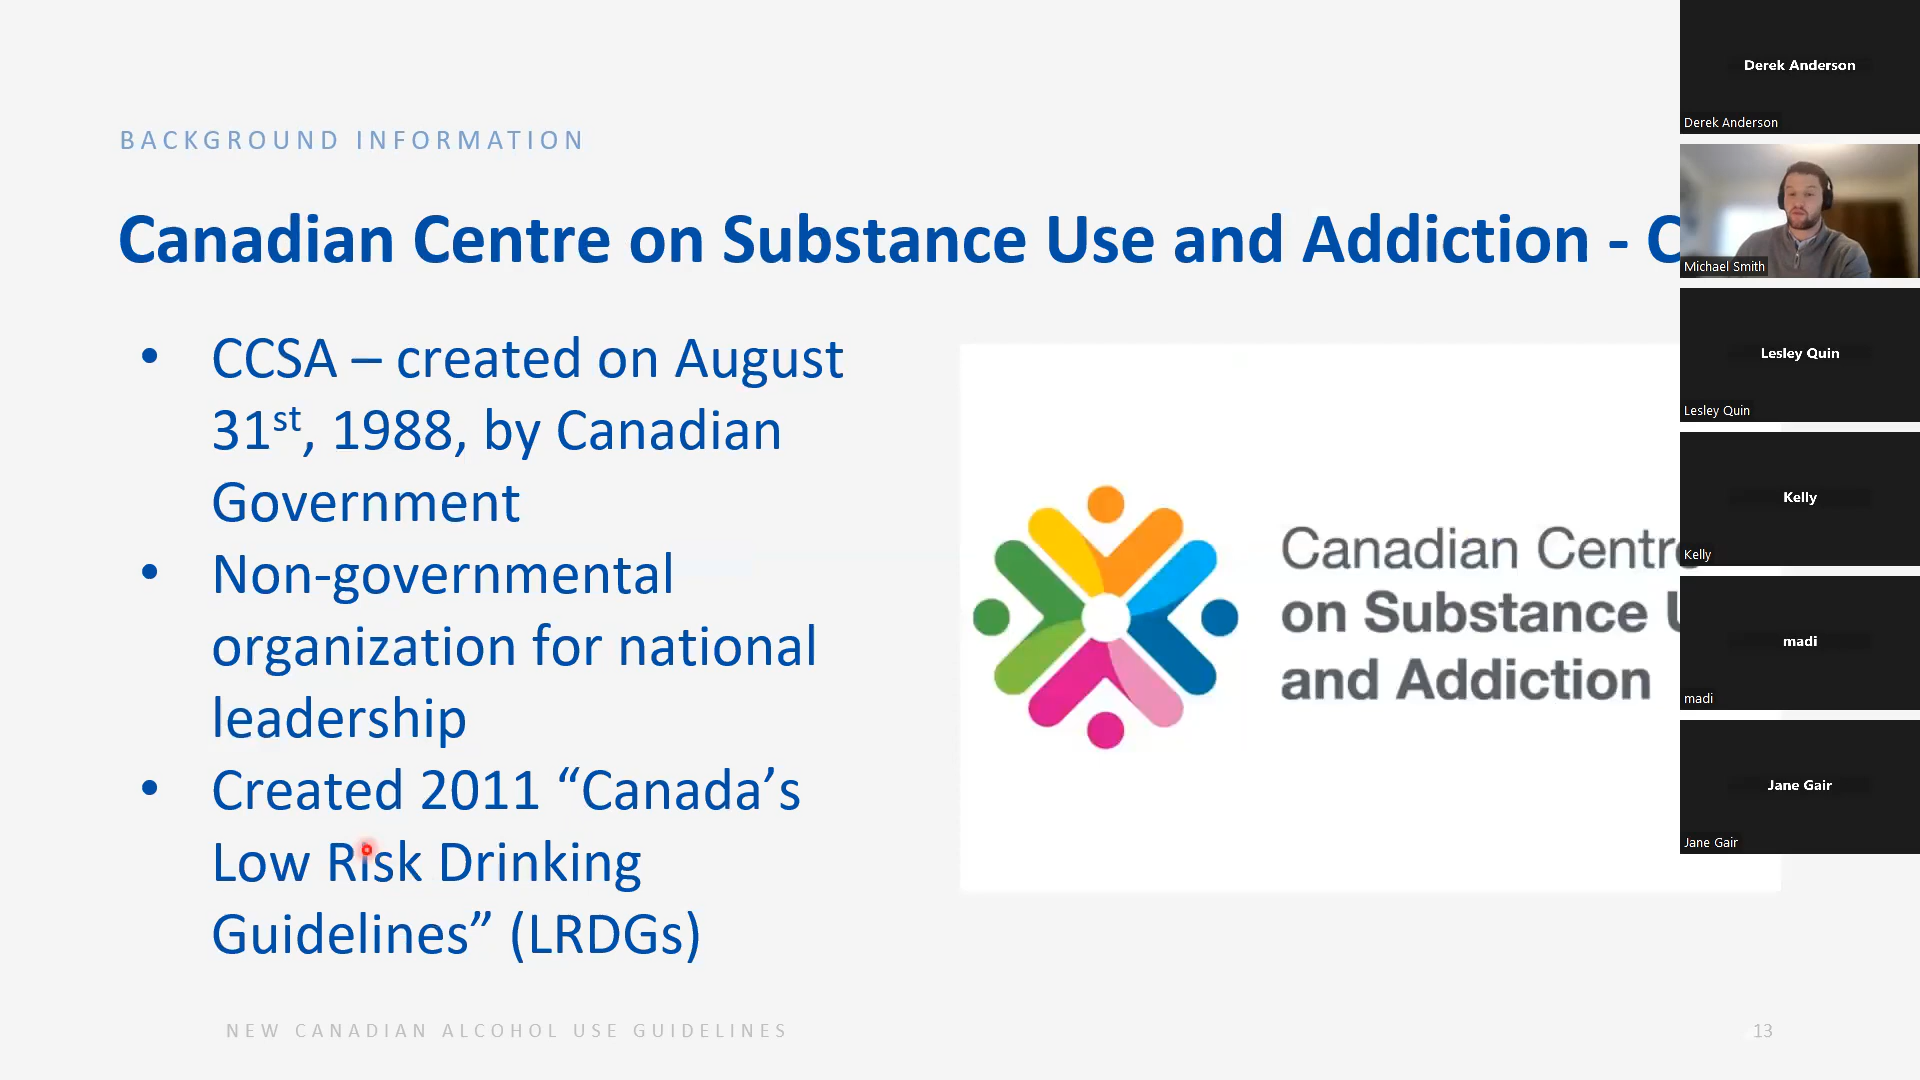 BACKGROUND INFORMATION
Canadian Centre on Substance Use and Addiction - C
• CCSA – created on August
31st, 1988, by Canadian
Government
• Non-governmental
organization for national
leadership
• Created 2011 “Canada’s
Low Risk Drinking
Guidelines” (LRDGs)
Canadian Centre
on Substance U
and Addiction
NEW CANADIAN ALCOHOL USE GUIDELINES
13
Derek Anderson
Derek Anderson
Michael Smith
Lesley Quin
Lesley Quin
Kelly
Kelly
madi
madi
Jane Gair
Jane Gair